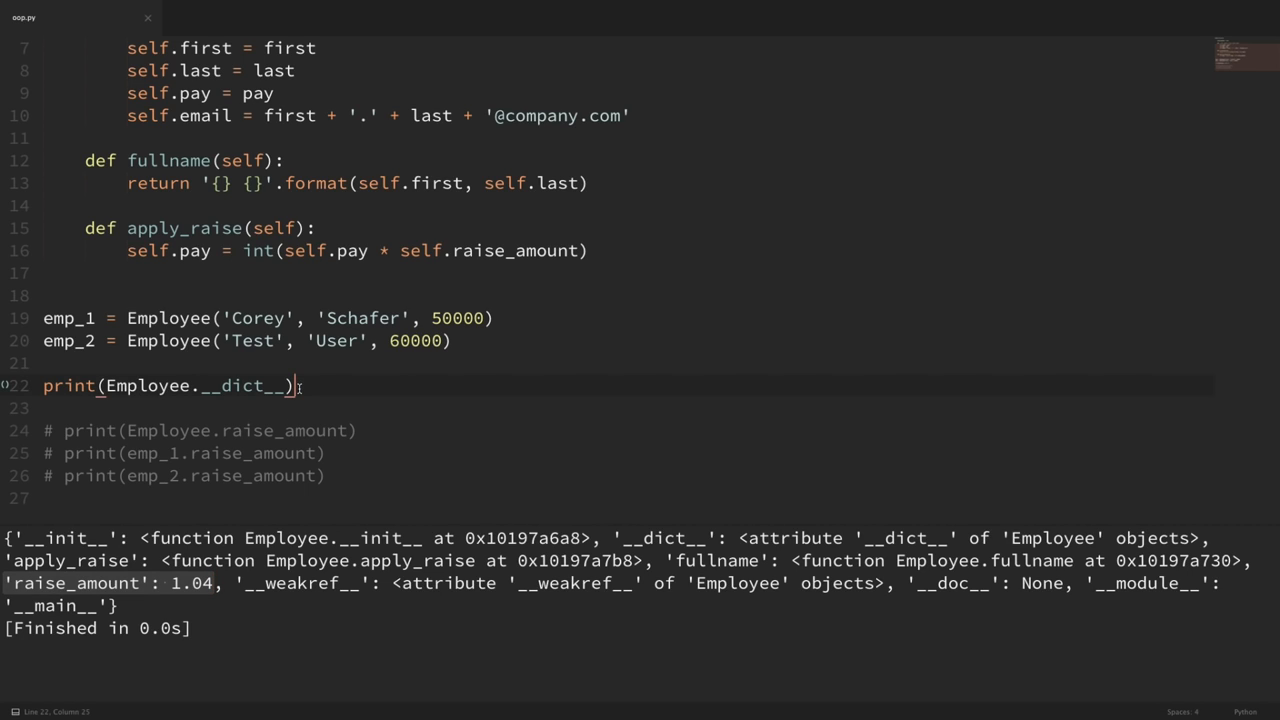 oop.py ×
7 self.first = first
8 self.last = last
9 self.pay = pay
10 self.email = first + '.' + last + '@company.com'
11
12 def fullname(self):
13 return '{} {}'.format(self.first, self.last)
14
15 def apply_raise(self):
16 self.pay = int(self.pay * self.raise_amount)
17
18
19 emp_1 = Employee('Corey', 'Schafer', 50000)
20 emp_2 = Employee('Test', 'User', 60000)
21
()22 print(Employee.__dict__)
23
24 # print(Employee.raise_amount)
25 # print(emp_1.raise_amount)
26 # print(emp_2.raise_amount)
27
{'__init__': <function Employee.__init__ at 0x10197a6a8>, '__dict__': <attribute '__dict__' of 'Employee' objects>,
'apply_raise': <function Employee.apply_raise at 0x10197a7b8>, 'fullname': <function Employee.fullname at 0x10197a730>,
'raise_amount': 1.04, '__weakref__': <attribute '__weakref__' of 'Employee' objects>, '__doc__': None, '__module__':
'__main__'}
[Finished in 0.0s]
Line 22, Column 25 Spaces: 4 Python